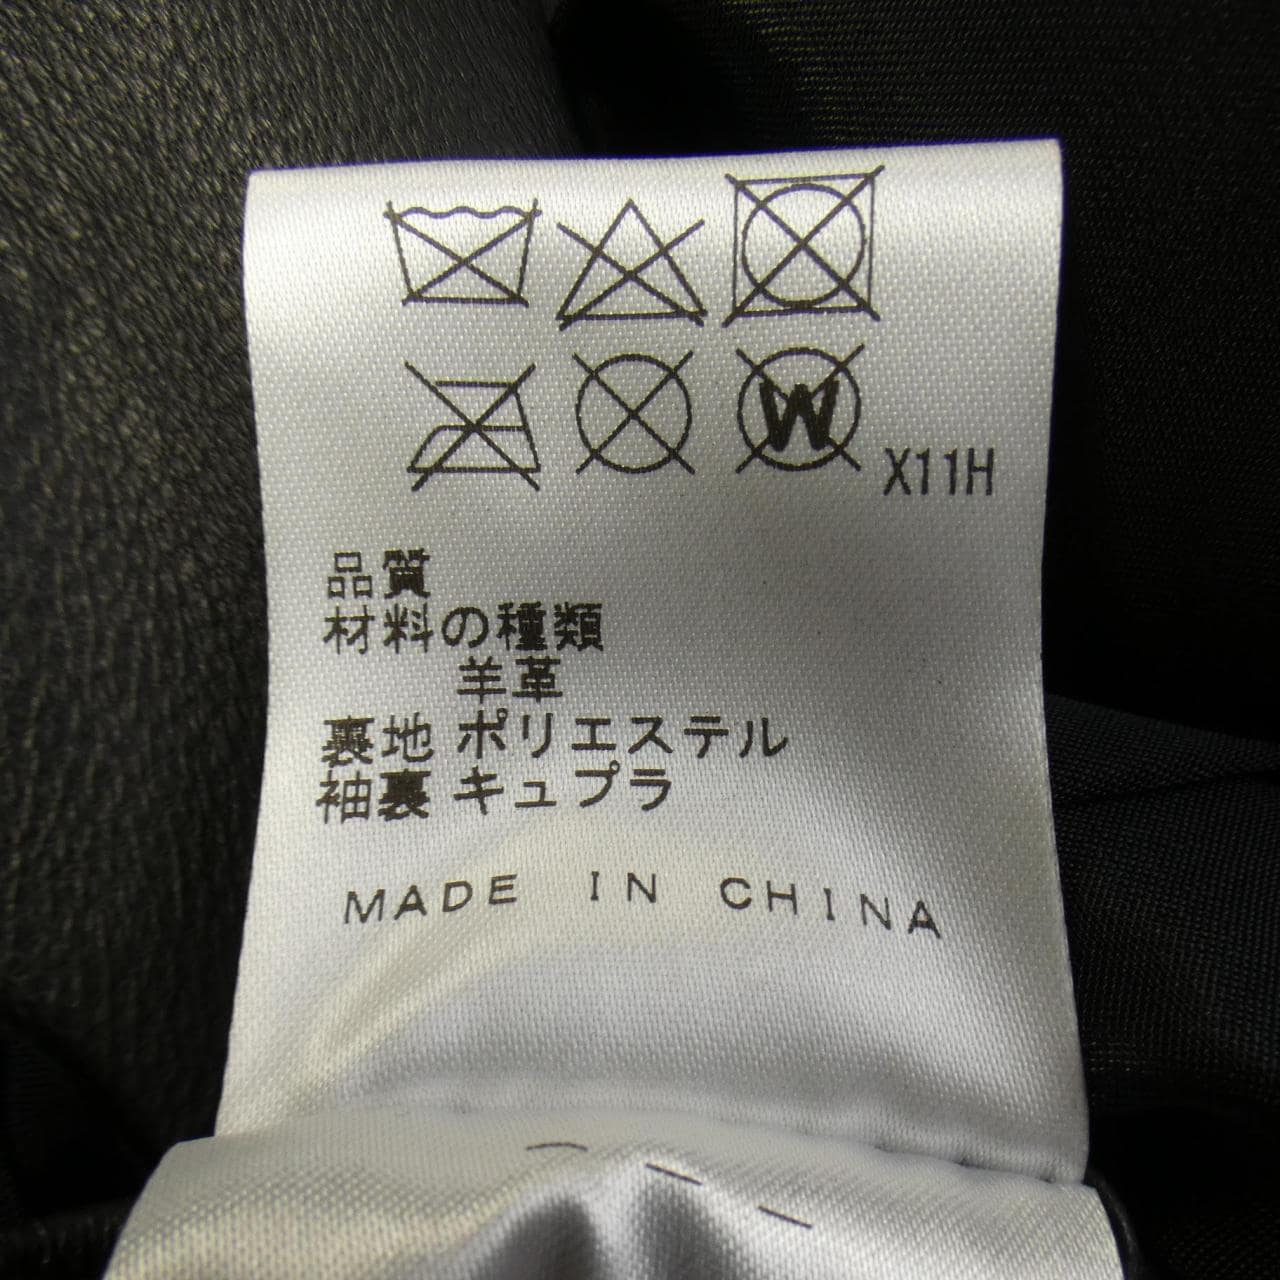 W
X11H
品質
材料の種類
羊革
裏地 ポリエステル
袖裏 キュプラ
MADE IN CHINA